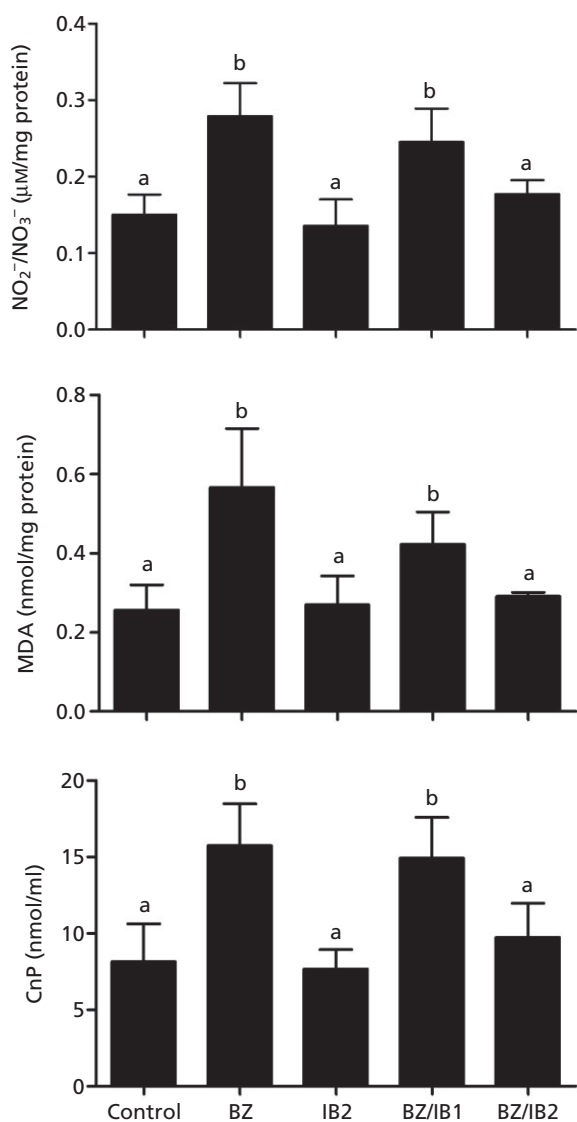 NO₂⁻/NO₃⁻ (μM/mg protein)
0.4
0.3
0.2
0.1
0.0
a
b
a
b
a
MDA (nmol/mg protein)
0.8
0.6
0.4
0.2
0.0
a
b
a
b
a
CnP (nmol/ml)
20
15
10
5
0
a
b
a
b
a
Control BZ IB2 BZ/IB1 BZ/IB2